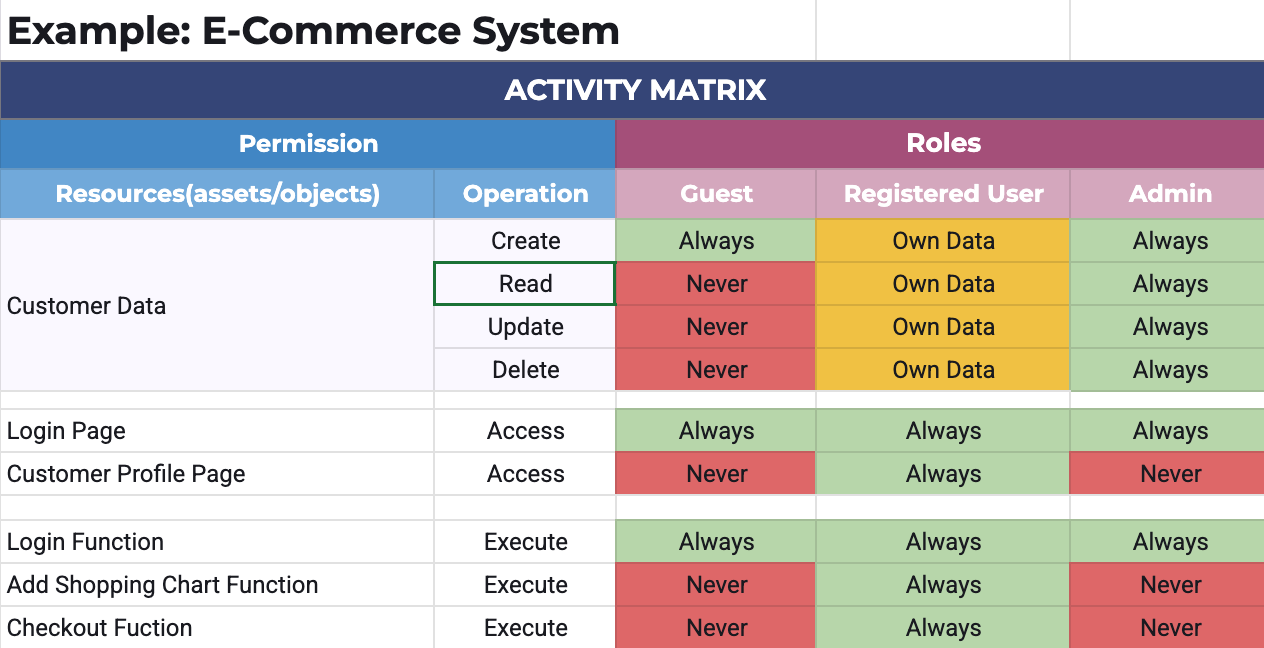 Example: E-Commerce System
ACTIVITY MATRIX
Permission Roles
Resources(assets/objects) Operation Guest Registered User Admin
Customer Data
Create Always Own Data Always
Read Never Own Data Always
Update Never Own Data Always
Delete Never Own Data Always
Login Page Access Always Always Always
Customer Profile Page Access Never Always Never
Login Function Execute Always Always Always
Add Shopping Chart Function Execute Never Always Never
Checkout Fuction Execute Never Always Never